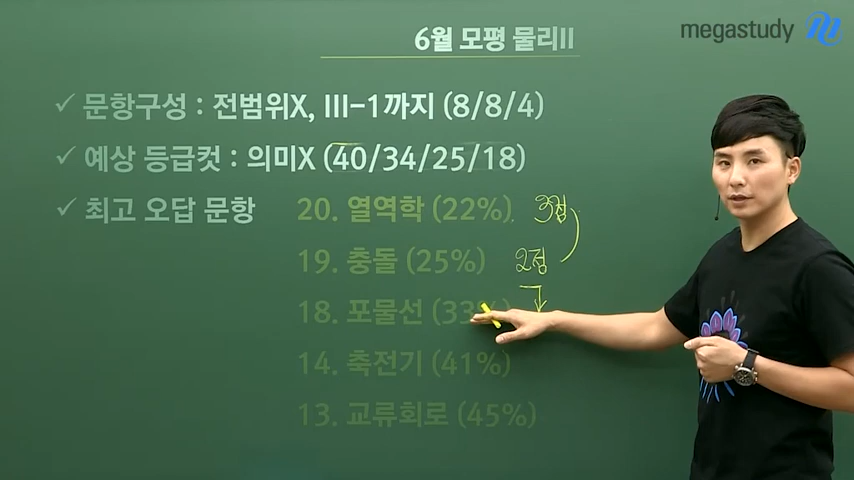 6월 모평 물리II
megastudy
✓ 문항구성 : 전범위X, III-1까지 (8/8/4)
✓ 예상 등급컷 : 의미X (40/34/25/18)
✓ 최고 오답 문항 20. 열역학 (22%). 3점
19. 충돌 (25%) 2점
18. 포물선 (33%)
14. 축전기 (41%)
13. 교류회로 (45%)